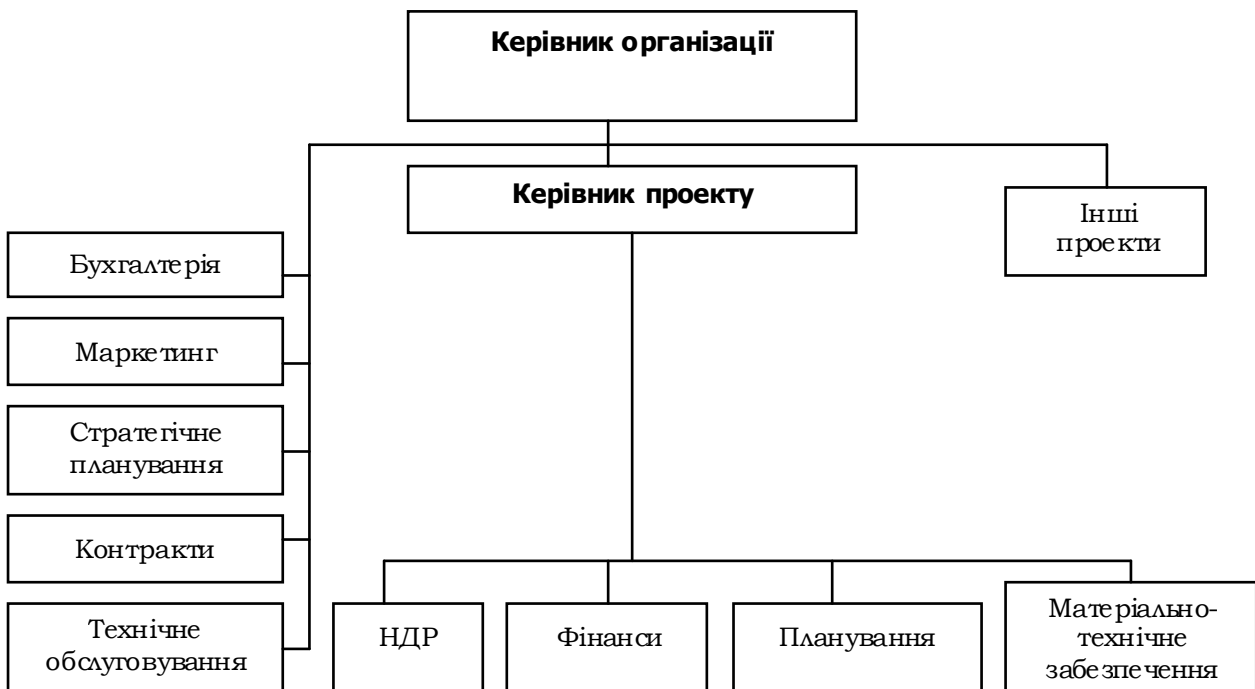 Керівник організації
Керівник проекту
Інші
проекти
Бухгалтерія
Маркетинг
Стратегічне
планування
Контракти
Технічне
обслуговування
НДР
Фінанси
Планування
Матеріально-
технічне
забезпечення